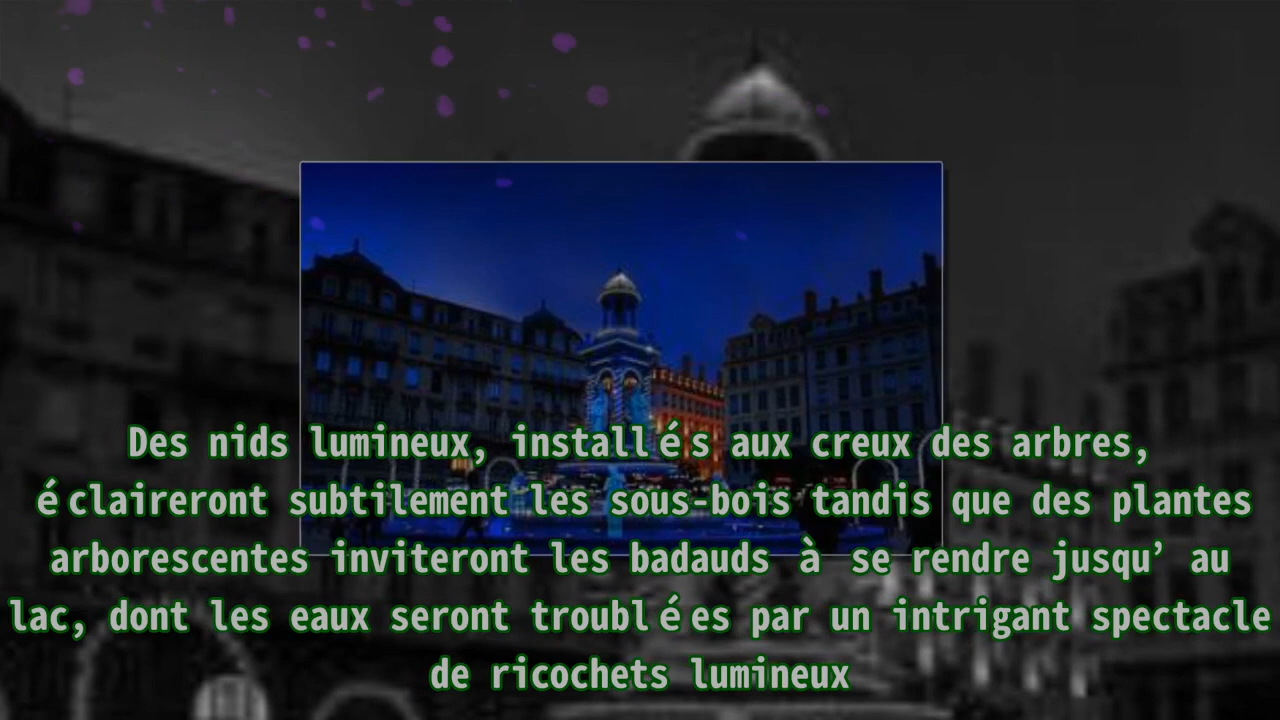 Des nids lumineux, installés aux creux des arbres,
éclaireront subtilement les sous-bois tandis que des plantes
arborescentes inviteront les badauds à se rendre jusqu’au
lac, dont les eaux seront troublées par un intrigant spectacle
de ricochets lumineux